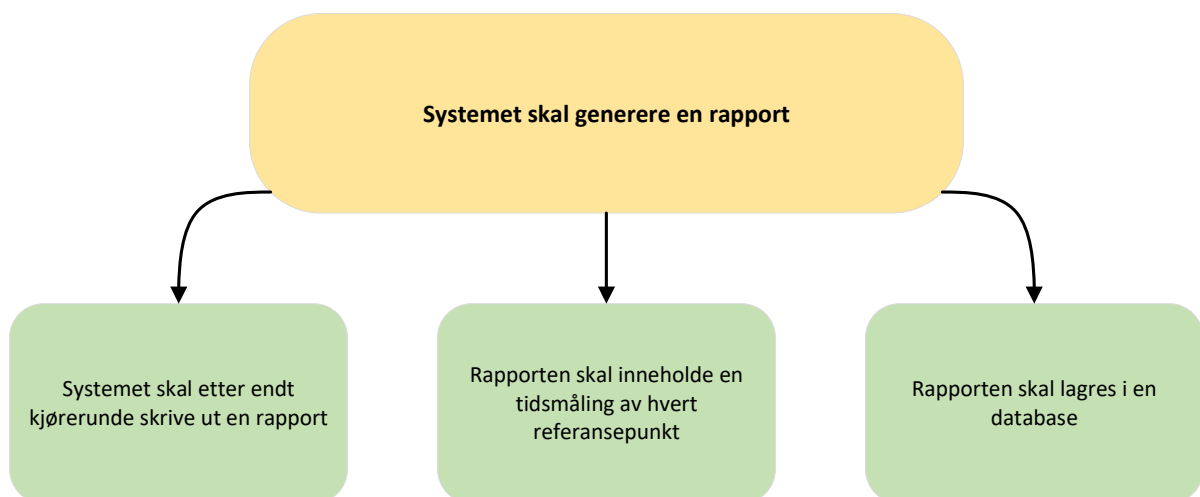 Systemet skal generere en rapport
Systemet skal etter endt
kjørerunde skrive ut en rapport
Rapporten skal inneholde en
tidsmåling av hvert
referansepunkt
Rapporten skal lagres i en
database